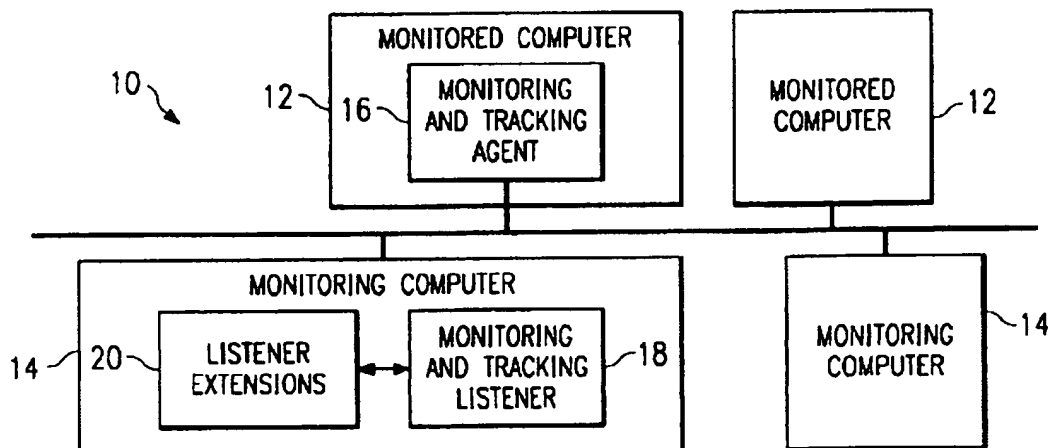 10
MONITORED COMPUTER
12
16
MONITORING
AND TRACKING
AGENT
MONITORED
COMPUTER
12
MONITORING COMPUTER
14
20
LISTENER
EXTENSIONS
MONITORING
AND TRACKING
LISTENER
18
MONITORING
COMPUTER
14